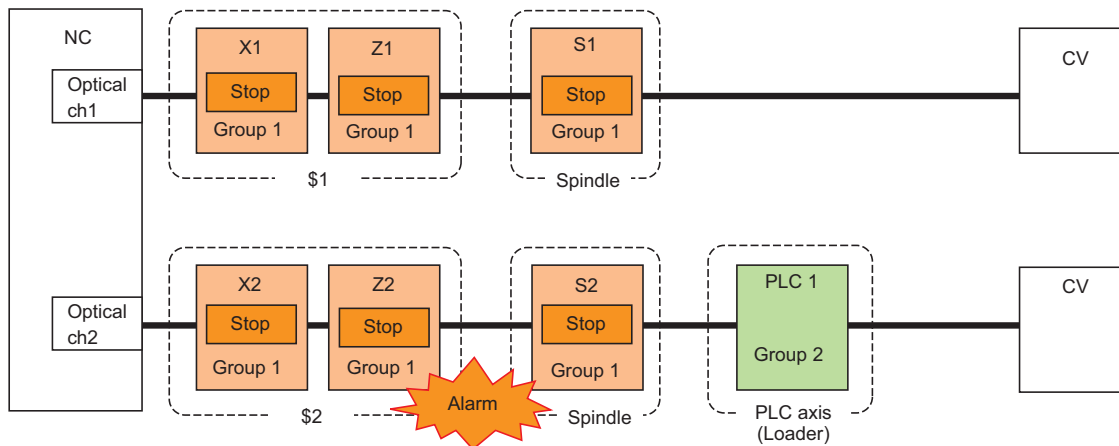 NC
Optical
ch1
X1
Stop
Group 1
Z1
Stop
Group 1
$1
S1
Stop
Group 1
Spindle
CV
Optical
ch2
X2
Stop
Group 1
Z2
Stop
Group 1
$2
Alarm
S2
Stop
Group 1
Spindle
PLC 1
Group 2
PLC axis
(Loader)
CV